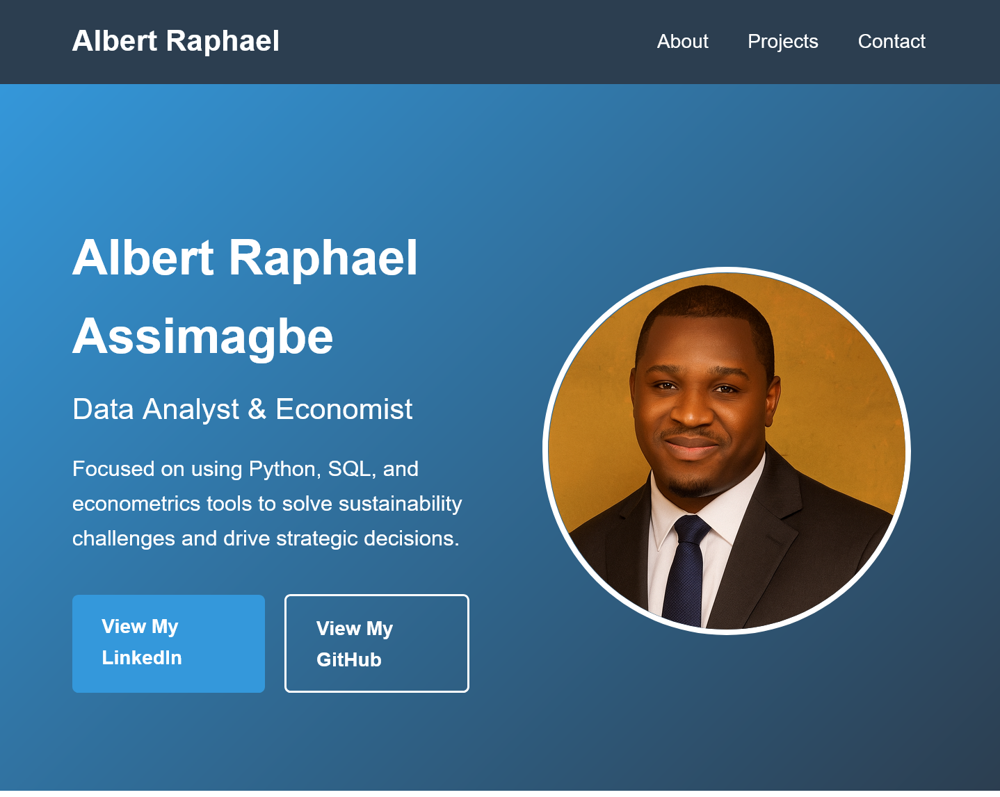 Albert Raphael
About Projects Contact
Albert Raphael
Assimagbe
Data Analyst & Economist
Focused on using Python, SQL, and
econometrics tools to solve sustainability
challenges and drive strategic decisions.
View My
LinkedIn
View My
GitHub